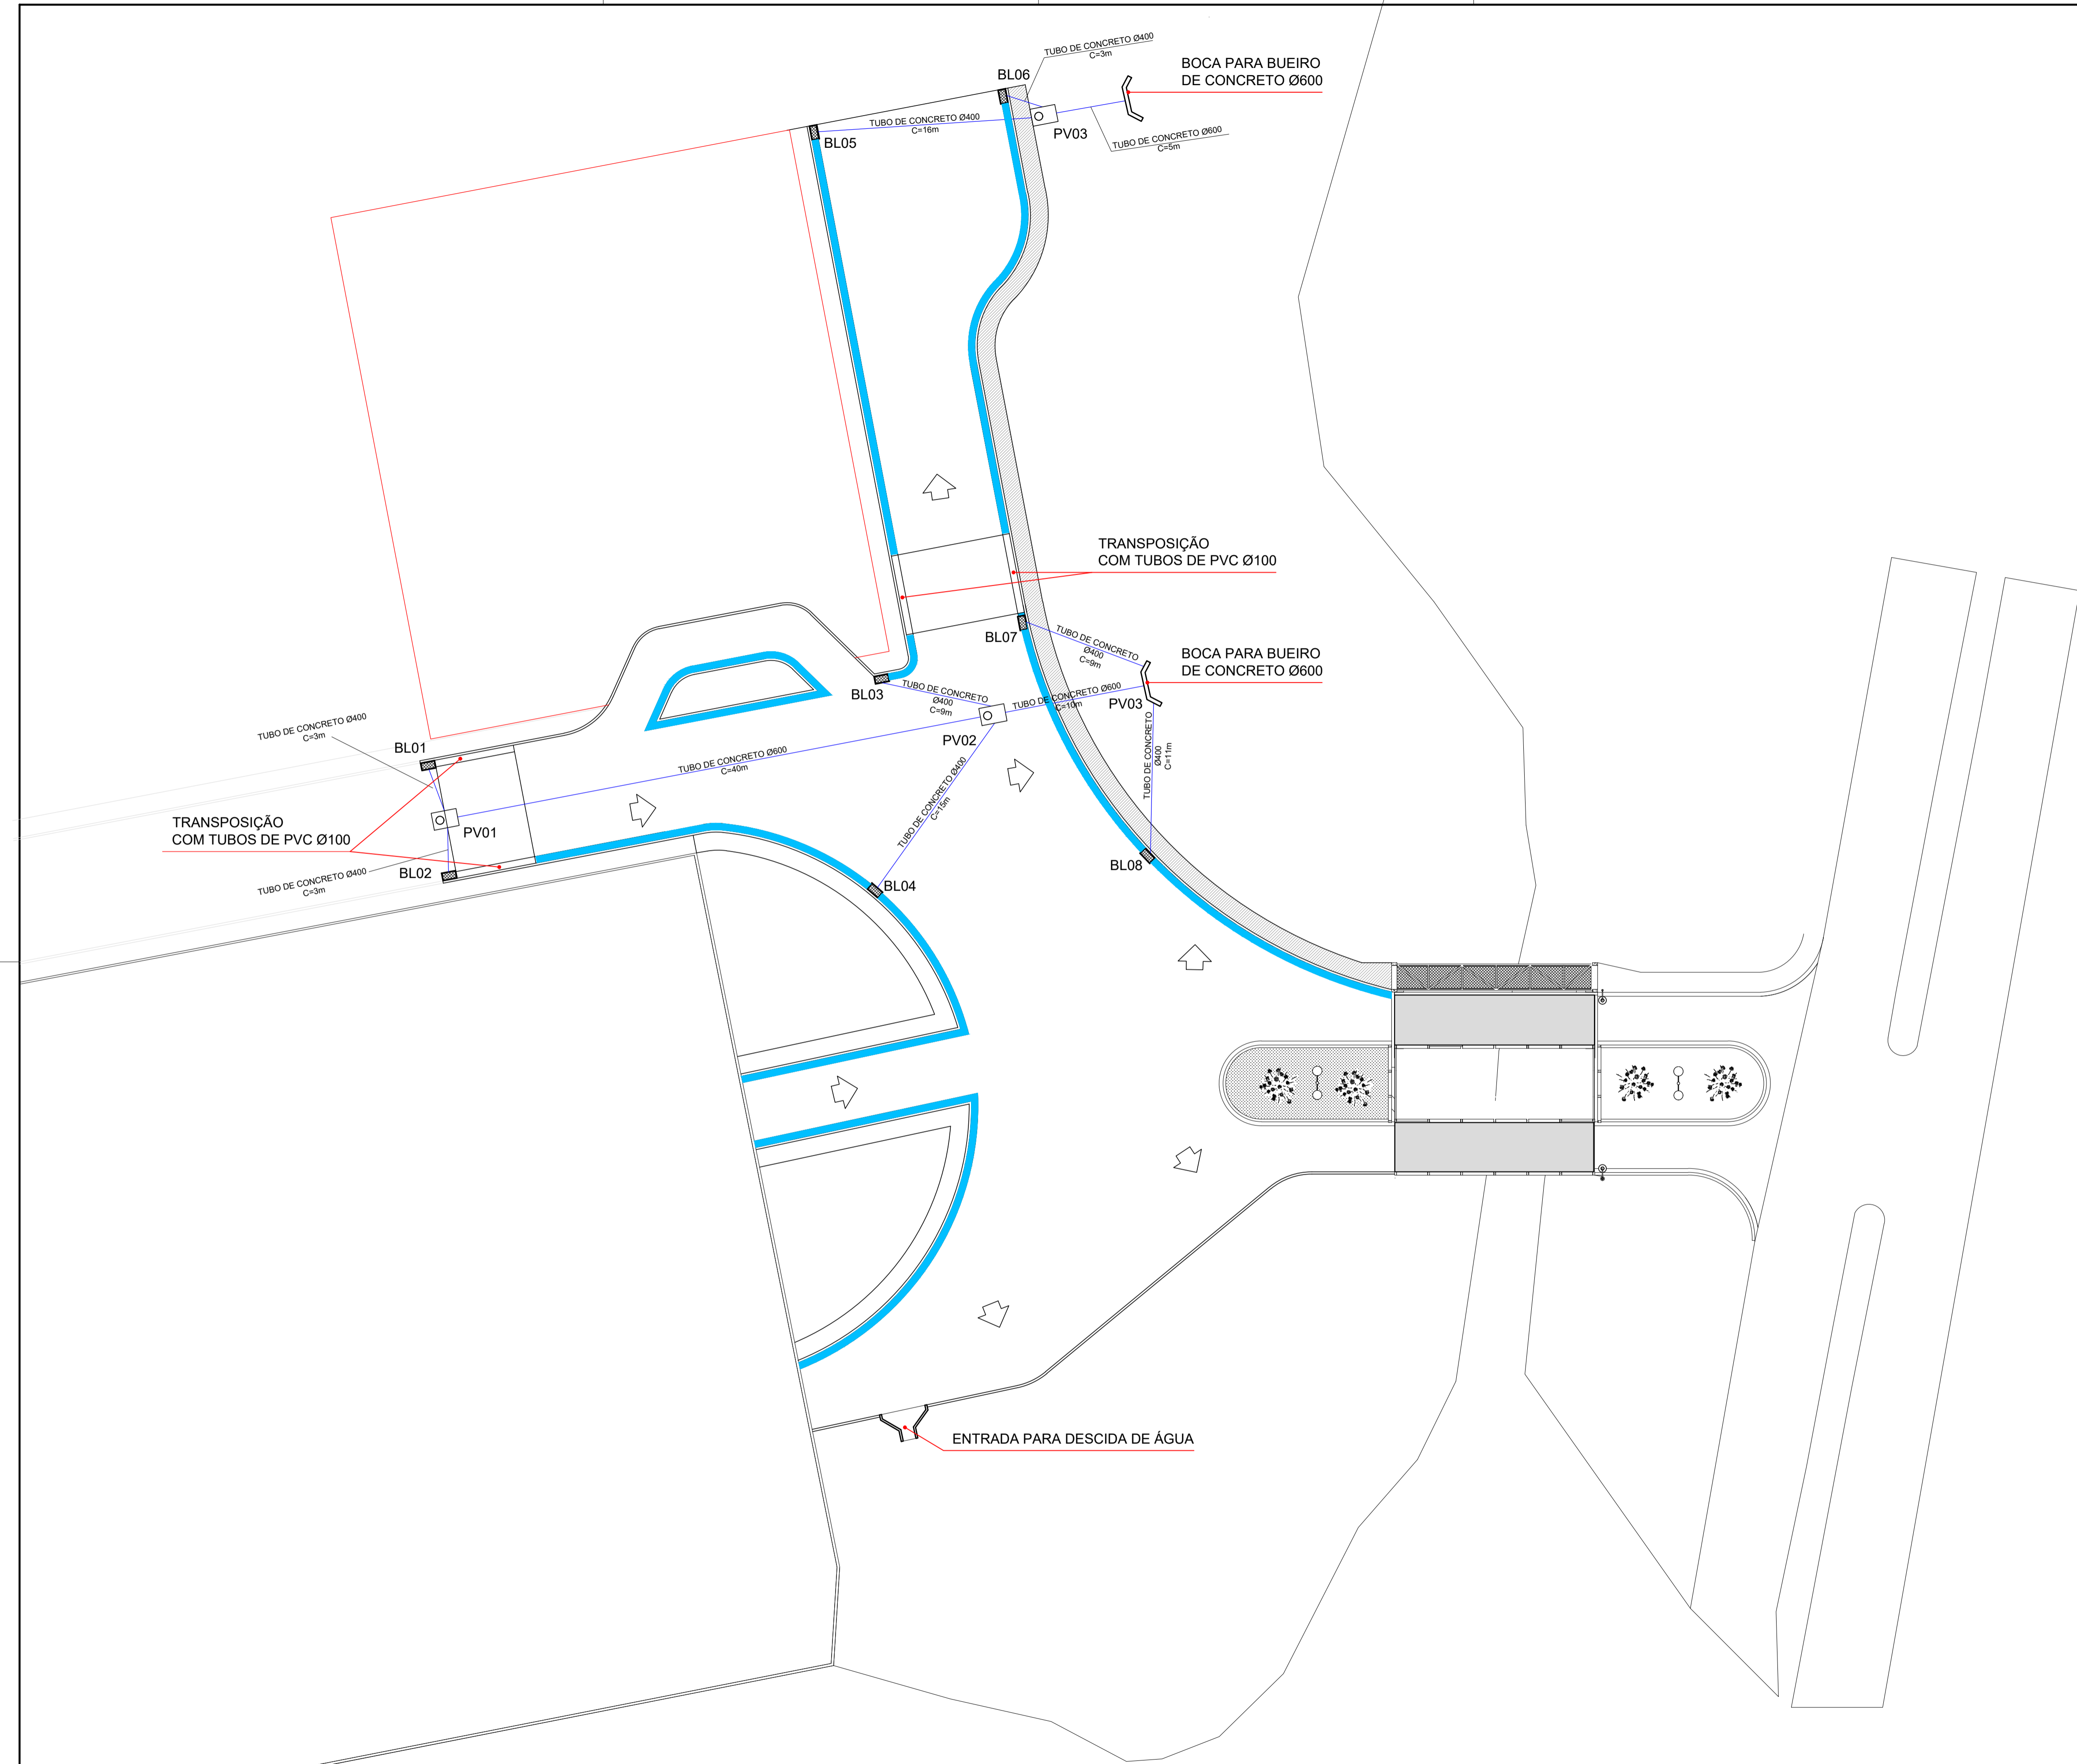 TUBO DE CONCRETO Ø400
C=3m
BOCA PARA BUEIRO
DE CONCRETO Ø600
BL06
TUBO DE CONCRETO Ø400
C=16m
PV03
BL05
TUBO DE CONCRETO Ø600
C=5m
TRANSPOSIÇÃO
COM TUBOS DE PVC Ø100
BL07
TUBO DE CONCRETO
Ø400
C=9m
BOCA PARA BUEIRO
DE CONCRETO Ø600
BL03
TUBO DE CONCRETO
Ø400
C=9m
TUBO DE CONCRETO Ø600
C=10m
PV03
TUBO DE CONCRETO Ø400
C=3m
BL01
PV02
TUBO DE CONCRETO Ø600
C=40m
TUBO DE CONCRETO
Ø400
C=11m
TUBO DE CONCRETO Ø400
C=15m
TRANSPOSIÇÃO
COM TUBOS DE PVC Ø100
PV01
BL08
BL02
TUBO DE CONCRETO Ø400
C=3m
BL04
ENTRADA PARA DESCIDA DE ÁGUA